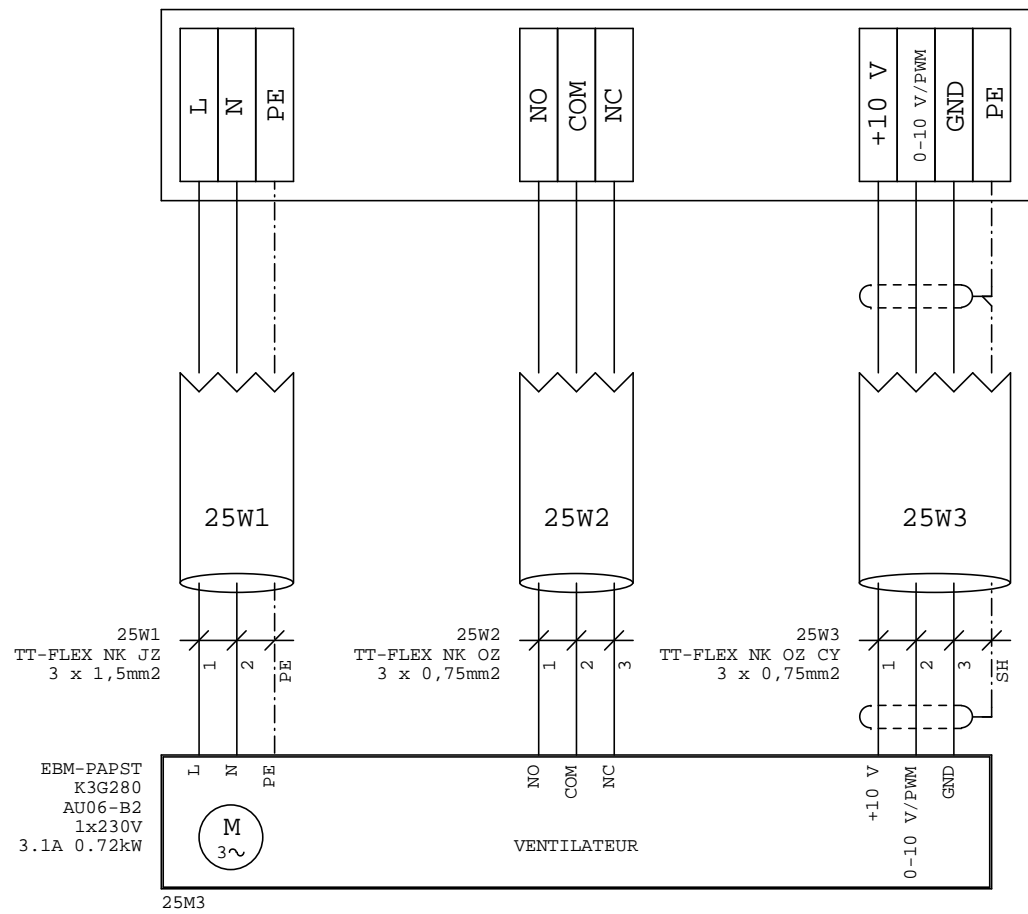 L
N
PE
NO
COM
NC
+10 V
0-10 V/PWM
GND
PE
25W1
25W2
25W3
25W1
TT-FLEX NK JZ
3 x 1,5mm2
1
2
PE
25W2
TT-FLEX NK OZ
3 x 0,75mm2
1
2
3
25W3
TT-FLEX NK OZ CY
3 x 0,75mm2
1
2
3
SH
EBM-PAPST
K3G280
AU06-B2
1x230V
3.1A 0.72kW
L
N
PE
NO
COM
NC
+10 V
0-10 V/PWM
GND
M
3~
VENTILATEUR
25M3